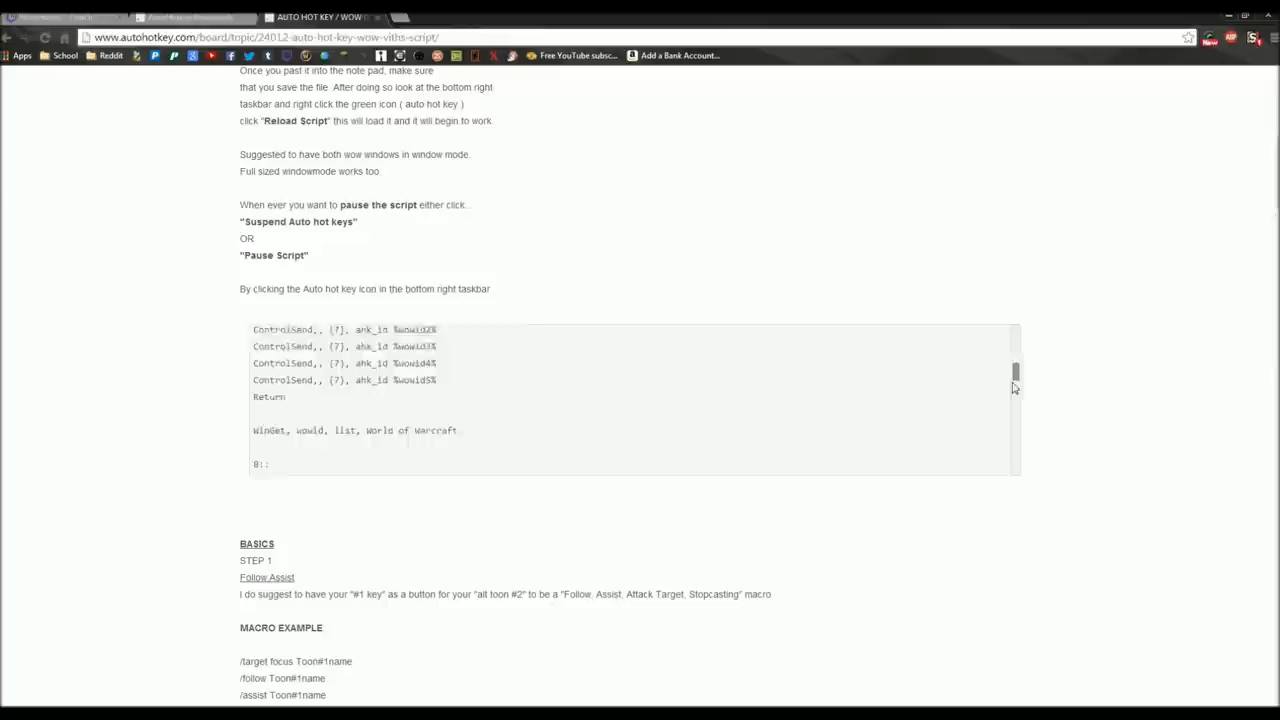 AUTO HOT KEY / WOW
www.autohotkey.com/board/topic/24012-auto-hot-key-wow-viths-script/
Apps School Reddit Free YouTube subsc... Add a Bank Account...
Once you past it into the note pad, make sure
that you save the file. After doing so look at the bottom right
taskbar and right click the green icon ( auto hot key )
click "Reload Script" this will load it and it will begin to work.
Suggested to have both wow windows in window mode.
Full sized windowmode works too.
When ever you want to pause the script either click...
"Suspend Auto hot keys"
OR
"Pause Script"
By clicking the Auto hot key icon in the bottom right taskbar
ControlSend,, {7}, ahk_id %wowid2%
ControlSend,, {7}, ahk_id %wowid3%
ControlSend,, {7}, ahk_id %wowid4%
ControlSend,, {7}, ahk_id %wowid5%
Return
WinGet, wowid, list, World of Warcraft
8::
BASICS
STEP 1
Follow Assist
I do suggest to have your "#1 key" as a button for your "alt toon #2" to be a "Follow, Assist, Attack Target, Stopcasting" macro
MACRO EXAMPLE
/target focus Toon#1name
/follow Toon#1name
/assist Toon#1name